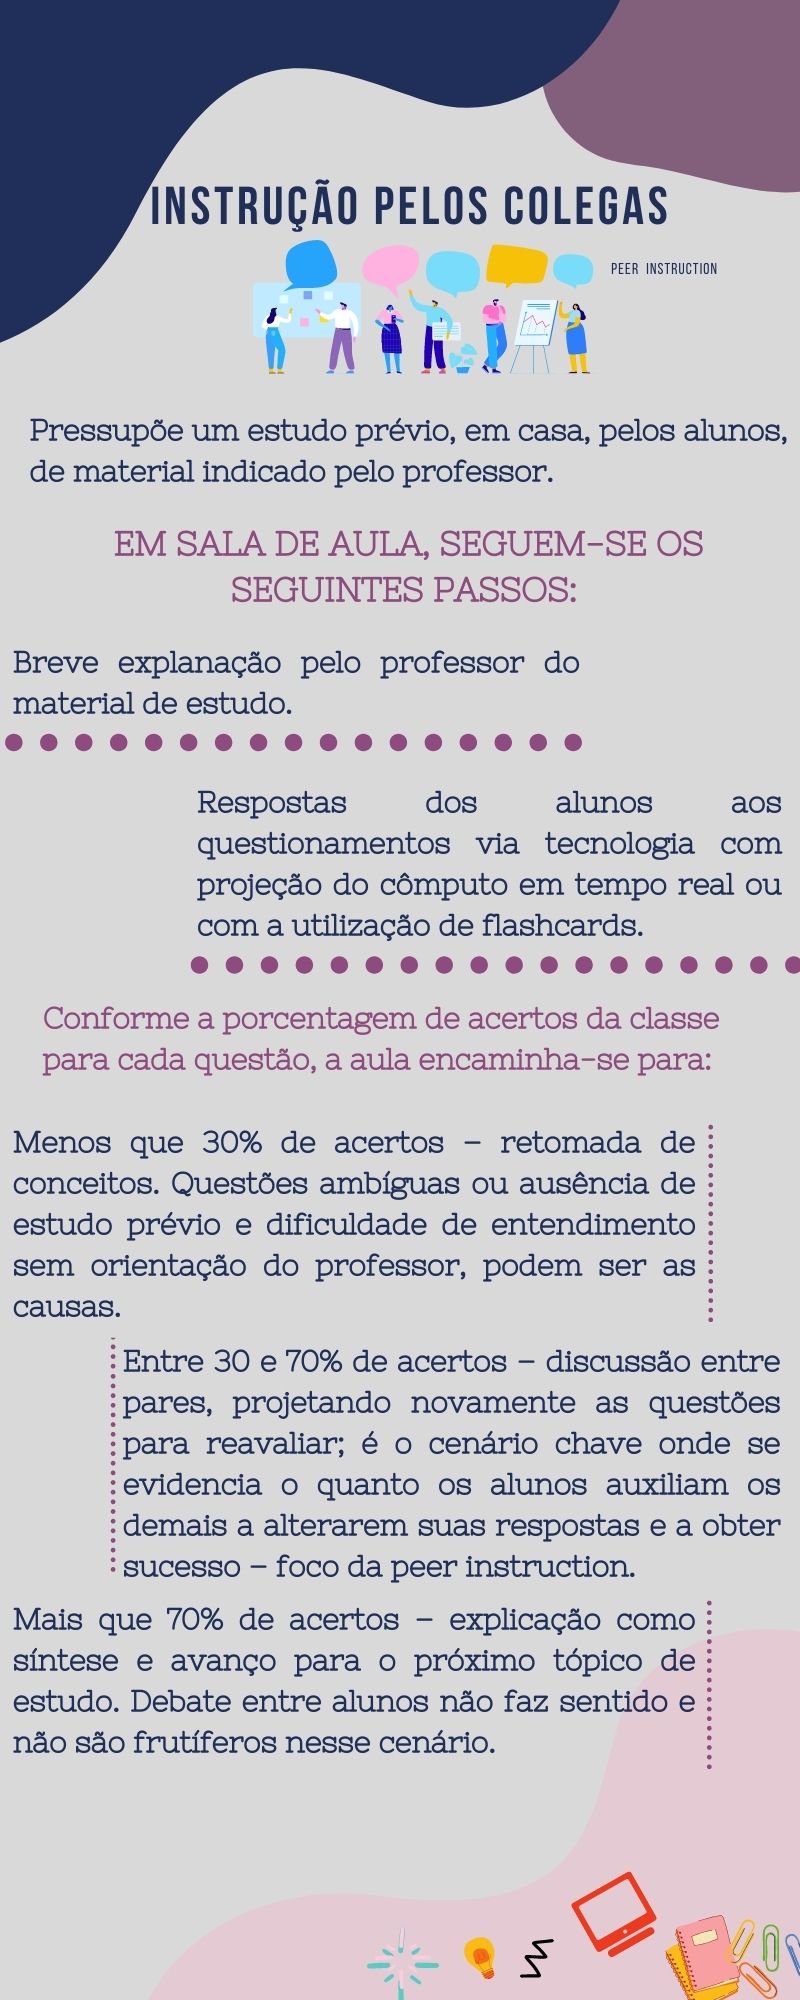 INSTRUÇÃO PELOS COLEGAS
PEER INSTRUCTION
Pressupõe um estudo prévio, em casa, pelos alunos,
de material indicado pelo professor.
EM SALA DE AULA, SEGUEM-SE OS
SEGUINTES PASSOS:
Breve explanação pelo professor do
material de estudo.
Respostas dos alunos aos
questionamentos via tecnologia com
projeção do cômputo em tempo real ou
com a utilização de flashcards.
Conforme a porcentagem de acertos da classe
para cada questão, a aula encaminha-se para:
Menos que 30% de acertos – retomada de
conceitos. Questões ambíguas ou ausência de
estudo prévio e dificuldade de entendimento
sem orientação do professor, podem ser as
causas.
Entre 30 e 70% de acertos – discussão entre
pares, projetando novamente as questões
para reavaliar; é o cenário chave onde se
evidencia o quanto os alunos auxiliam os
demais a alterarem suas respostas e a obter
sucesso – foco da peer instruction.
Mais que 70% de acertos – explicação como
síntese e avanço para o próximo tópico de
estudo. Debate entre alunos não faz sentido e
não são frutíferos nesse cenário.